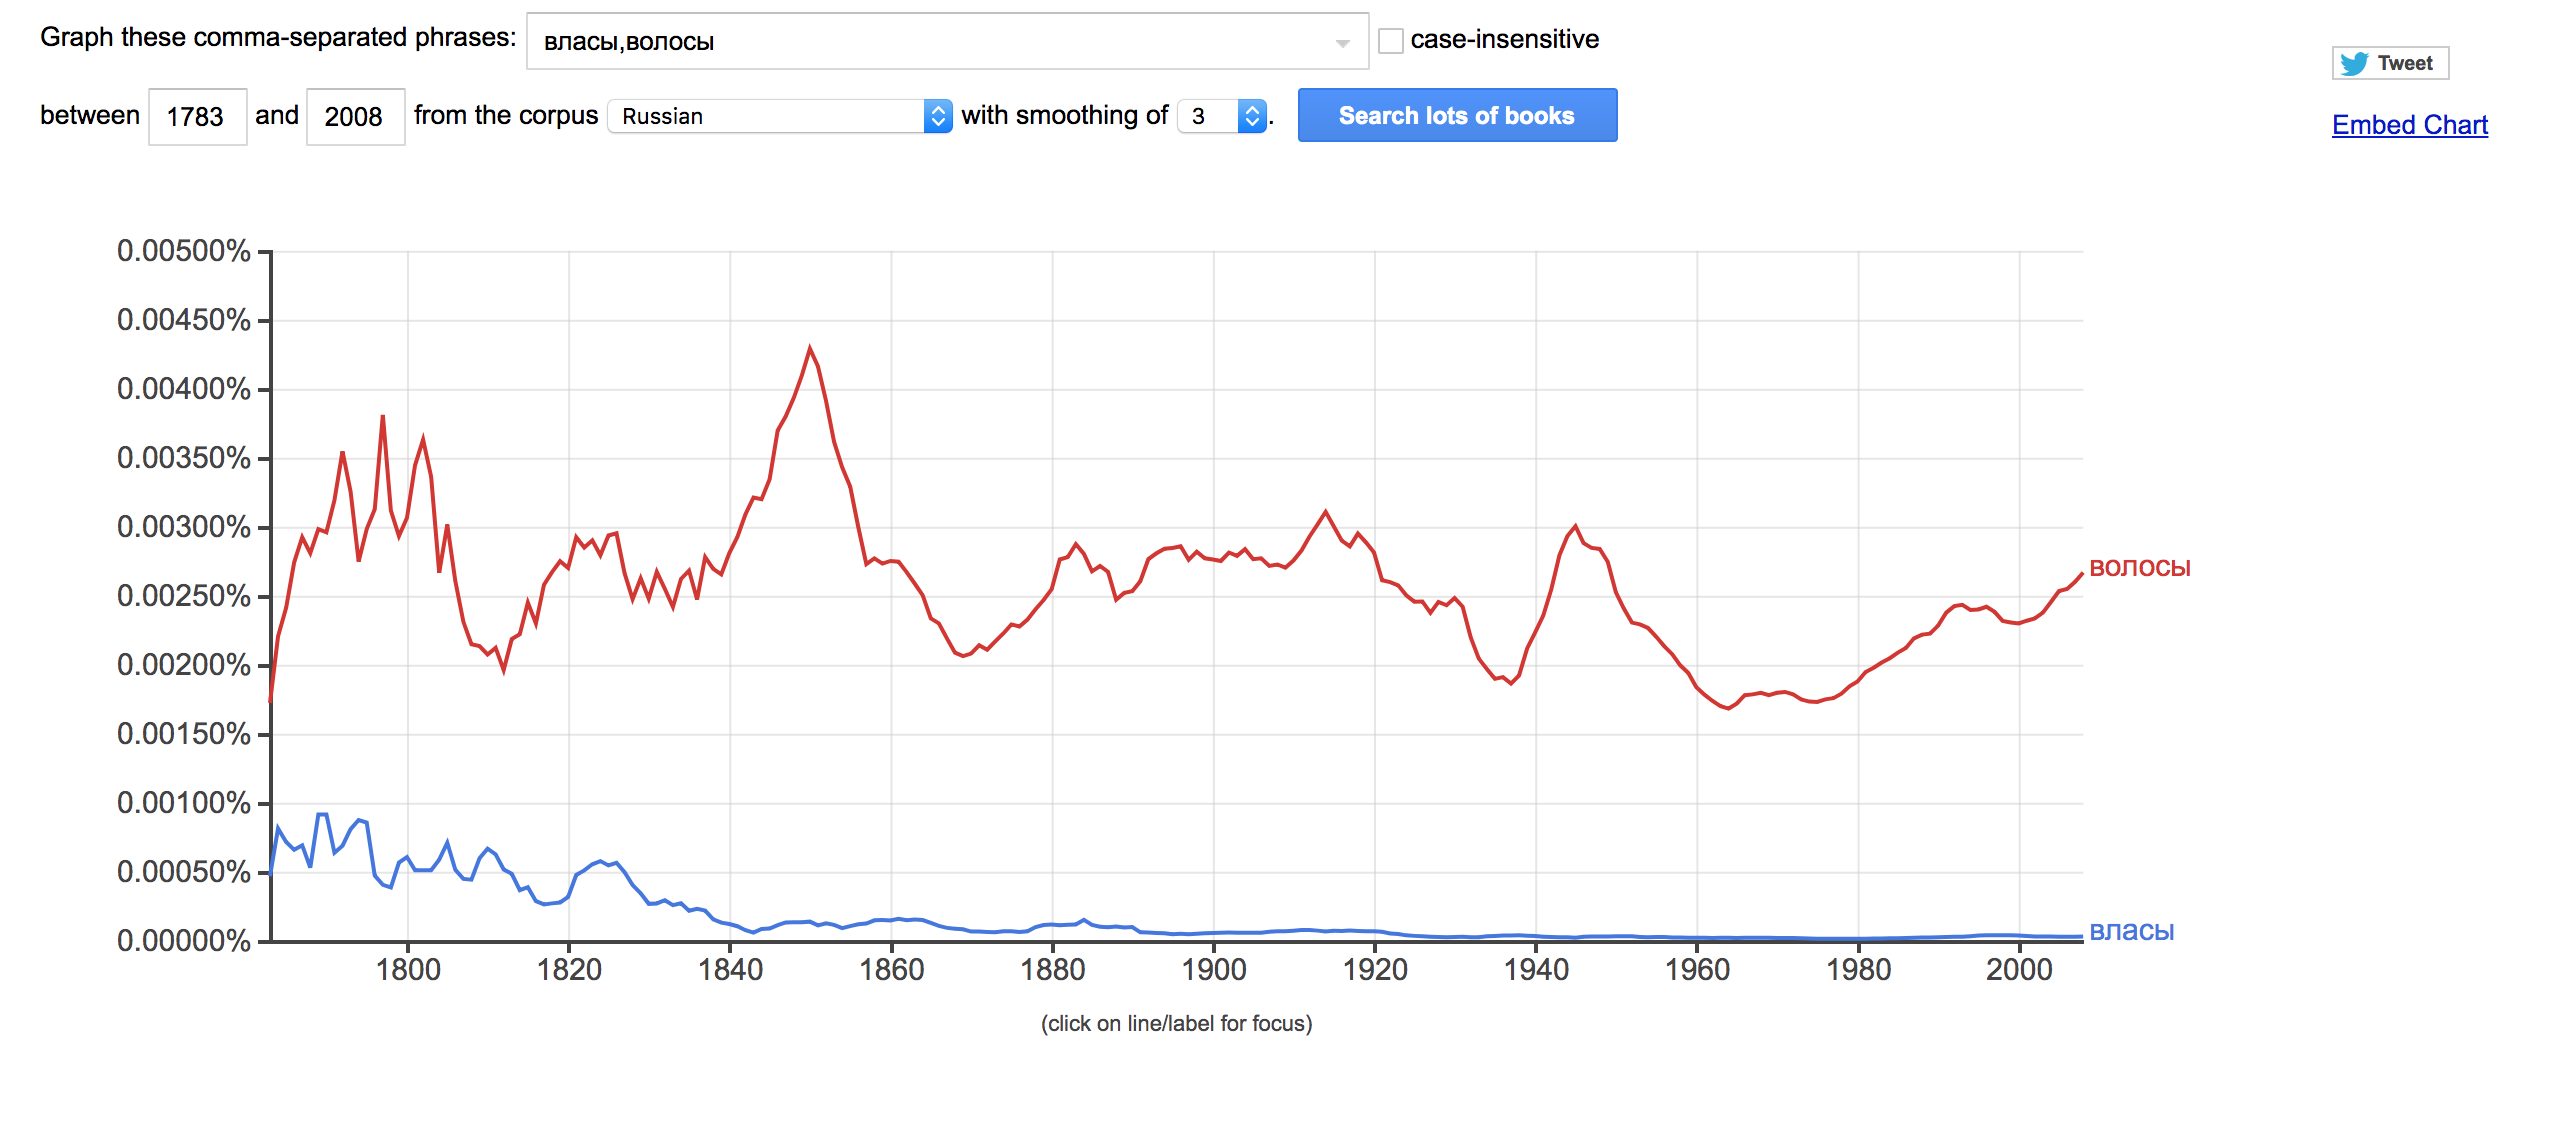 Graph these comma-separated phrases: власы,волосы case-insensitive
between 1783 and 2008 from the corpus Russian with smoothing of 3 . Search lots of books
Tweet
Embed Chart
0.00500%
0.00450%
0.00400%
0.00350%
0.00300%
0.00250%
0.00200%
0.00150%
0.00100%
0.00050%
0.00000%
волосы
власы
1800 1820 1840 1860 1880 1900 1920 1940 1960 1980 2000
(click on line/label for focus)